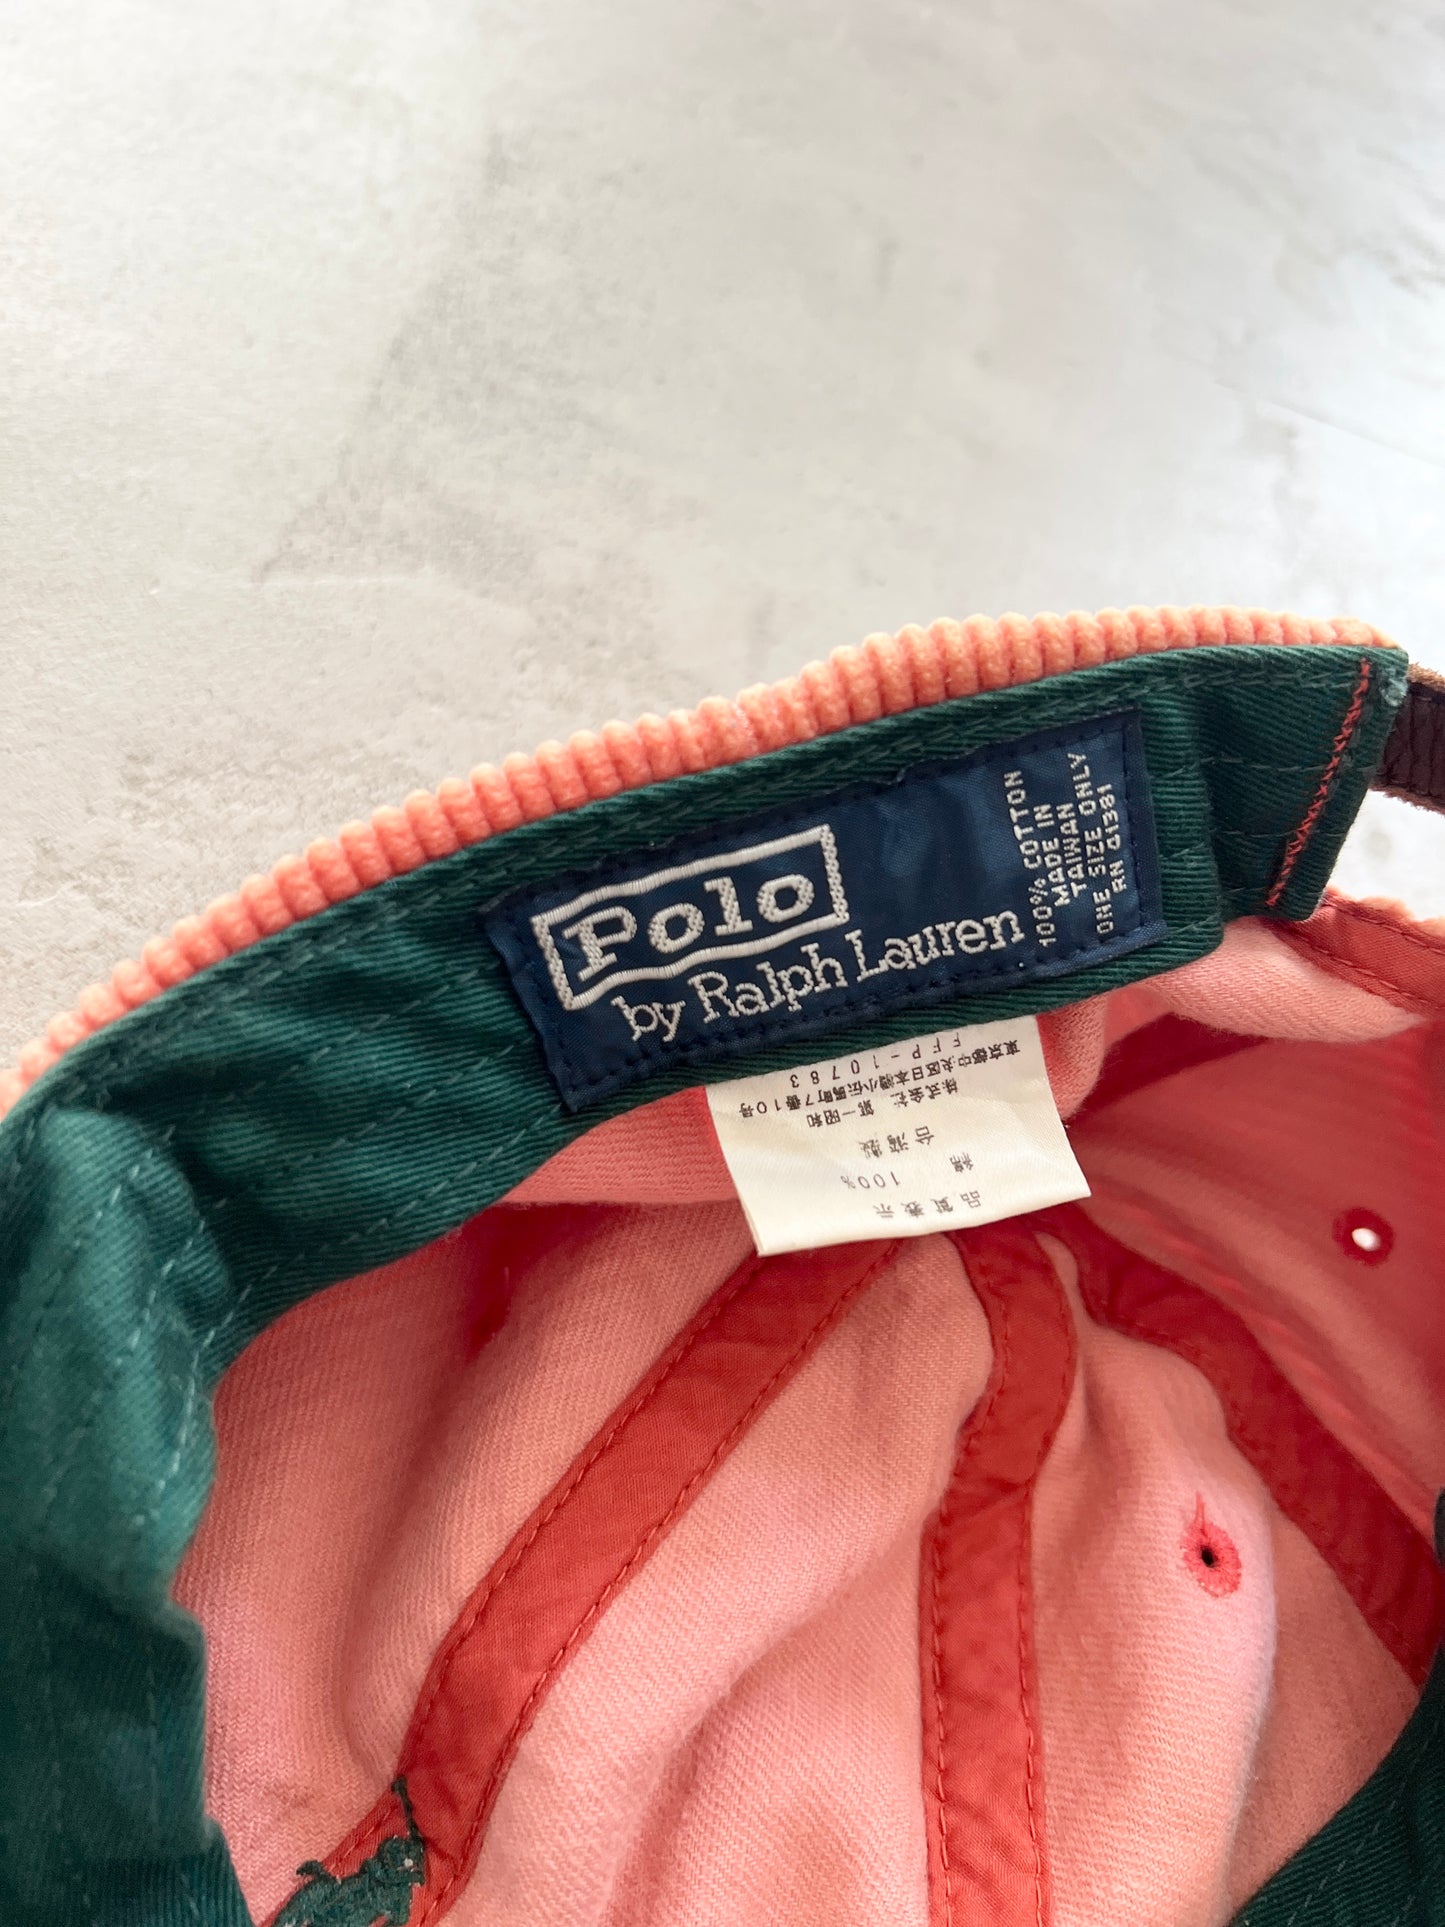 Polo
by Ralph Lauren
100% COTTON
MADE IN
TAIWAN
ONE SIZE ONLY
RN 41381
品質表示
綿 100%
台湾製
株式会社 第一昭和
東京都中央区日本橋小伝馬町7番10号
FFP-10783